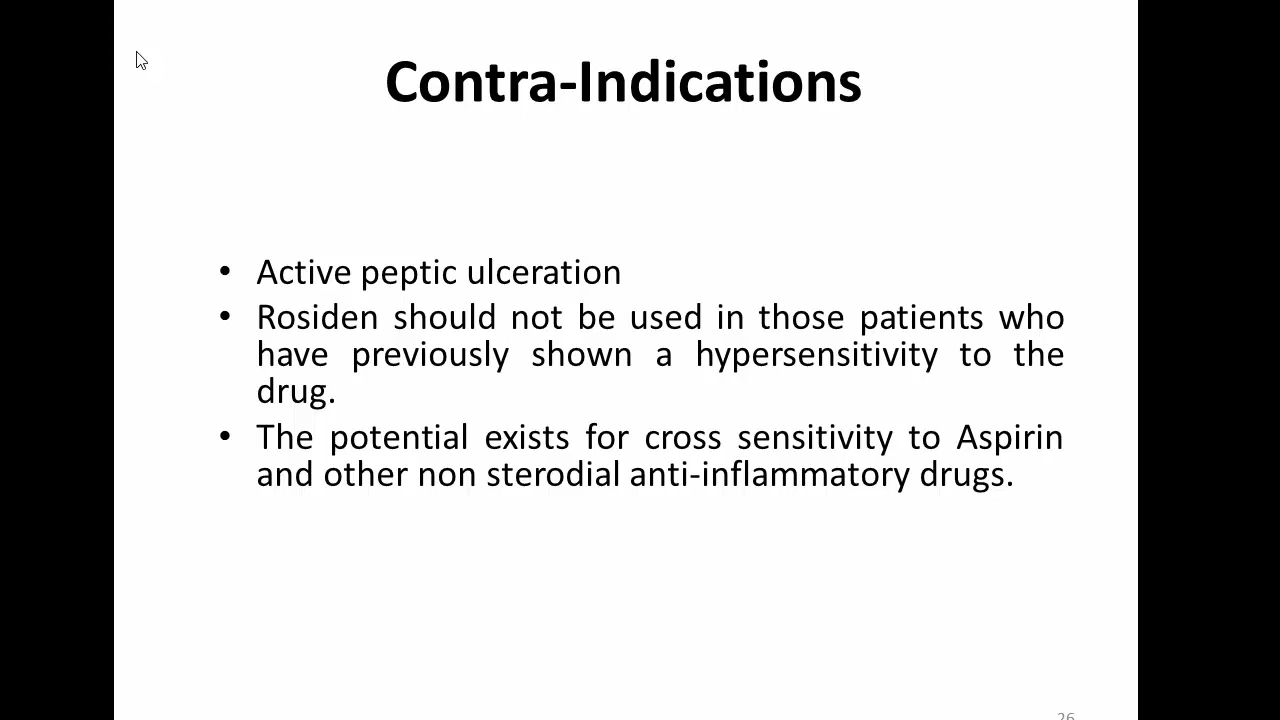 Contra-Indications
• Active peptic ulceration
• Rosiden should not be used in those patients who
have previously shown a hypersensitivity to the
drug.
• The potential exists for cross sensitivity to Aspirin
and other non sterodial anti-inflammatory drugs.
26